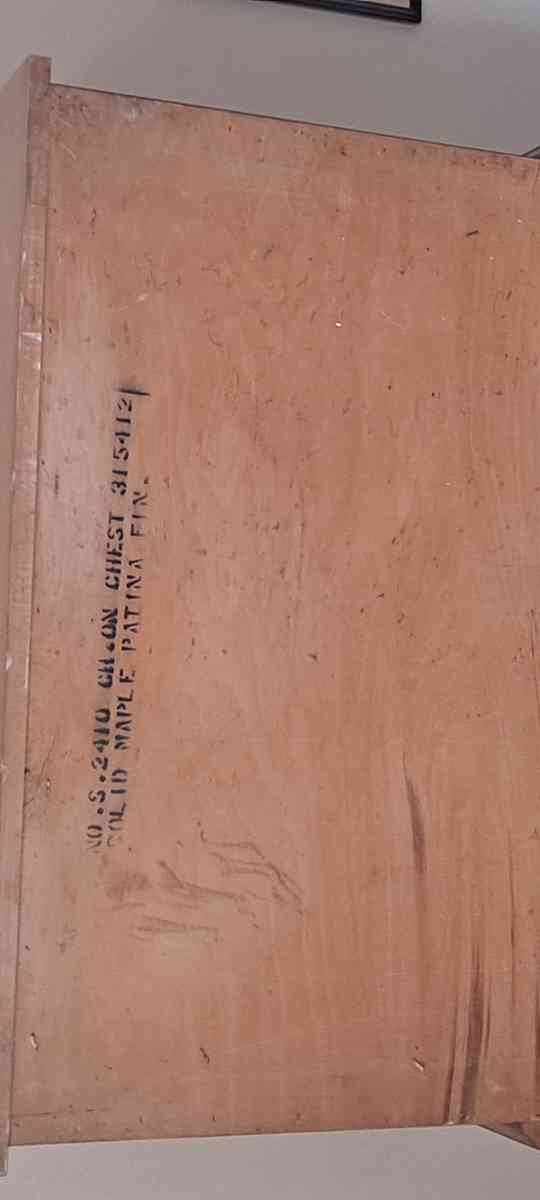 NO.S.2410 CH.ON CHEST 315412
SOLID MAPLE PATINA FIN.